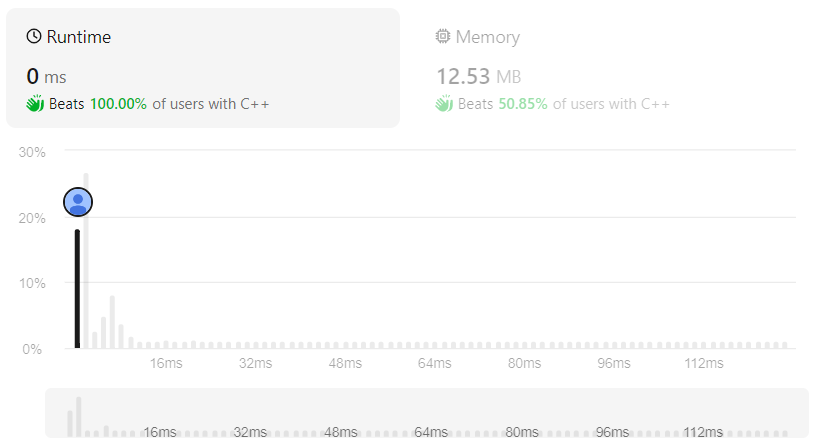 Runtime
0 ms
Beats 100.00% of users with C++
Memory
12.53 MB
Beats 50.85% of users with C++
30%
20%
10%
0%
16ms 32ms 48ms 64ms 80ms 96ms 112ms
16ms 32ms 48ms 64ms 80ms 96ms 112ms